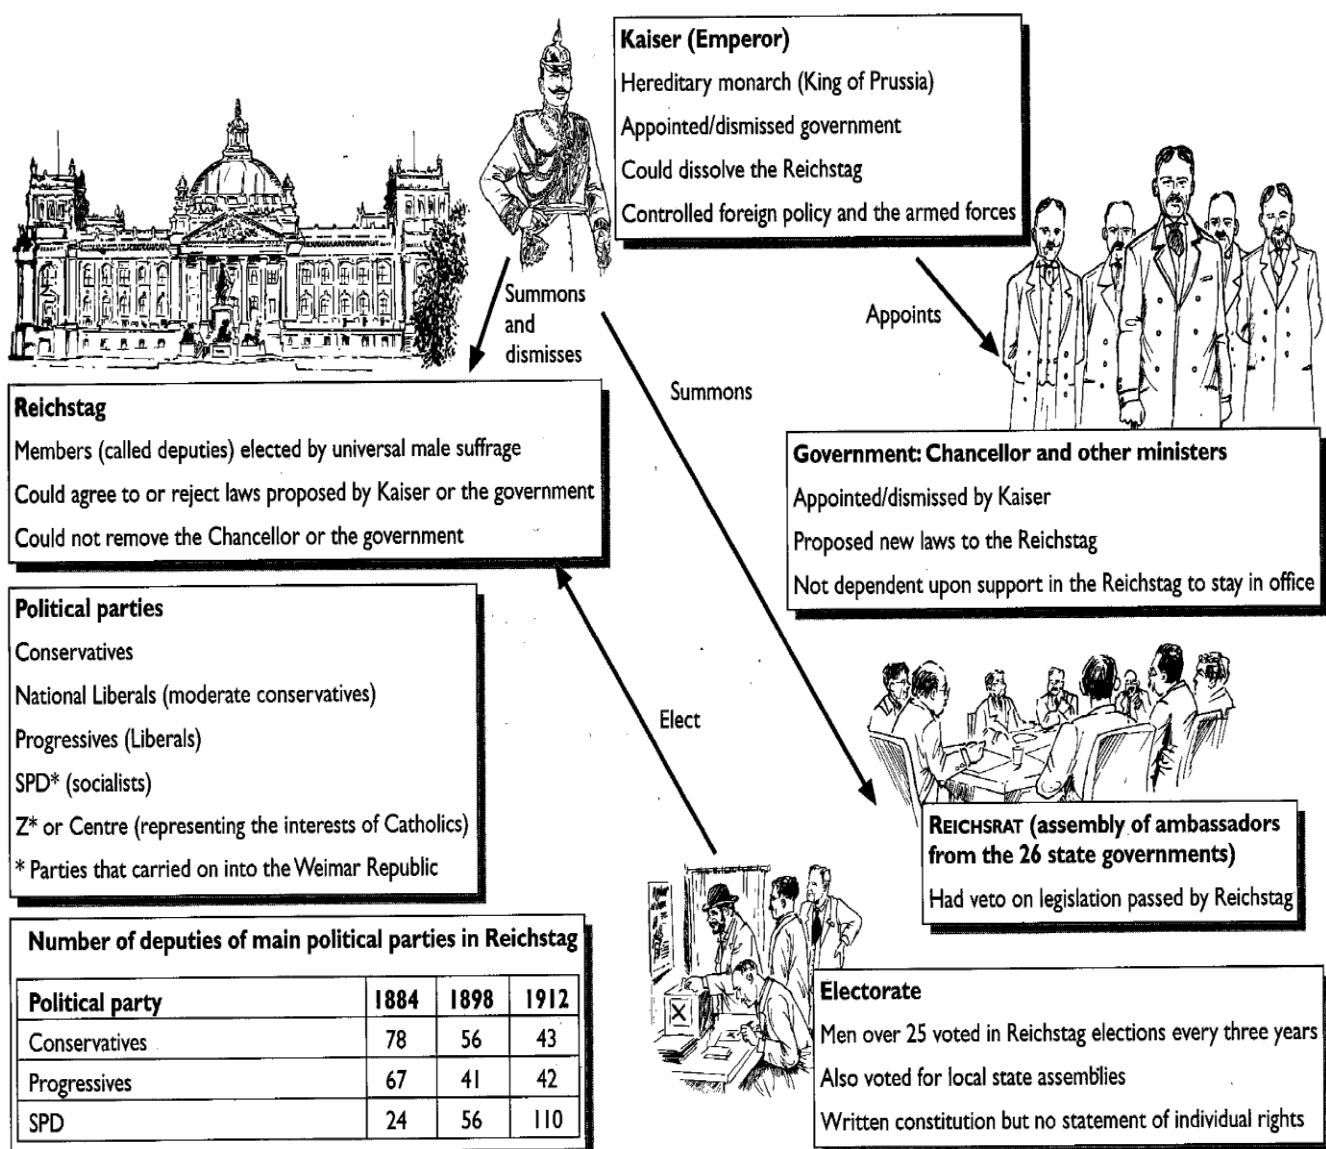 Kaiser (Emperor)
Hereditary monarch (King of Prussia)
Appointed/dismissed government
Could dissolve the Reichstag
Controlled foreign policy and the armed forces
Summons
and
dismisses
Appoints
Summons
Reichstag
Members (called deputies) elected by universal male suffrage
Could agree to or reject laws proposed by Kaiser or the government
Could not remove the Chancellor or the government
Government: Chancellor and other ministers
Appointed/dismissed by Kaiser
Proposed new laws to the Reichstag
Not dependent upon support in the Reichstag to stay in office
Political parties
Conservatives
National Liberals (moderate conservatives)
Progressives (Liberals)
SPD* (socialists)
Z* or Centre (representing the interests of Catholics)
* Parties that carried on into the Weimar Republic
Elect
REICHSRAT (assembly of ambassadors
from the 26 state governments)
Had veto on legislation passed by Reichstag
Number of deputies of main political parties in Reichstag
Political party 1884 1898 1912
Conservatives 78 56 43
Progressives 67 41 42
SPD 24 56 110
X
Electorate
Men over 25 voted in Reichstag elections every three years
Also voted for local state assemblies
Written constitution but no statement of individual rights